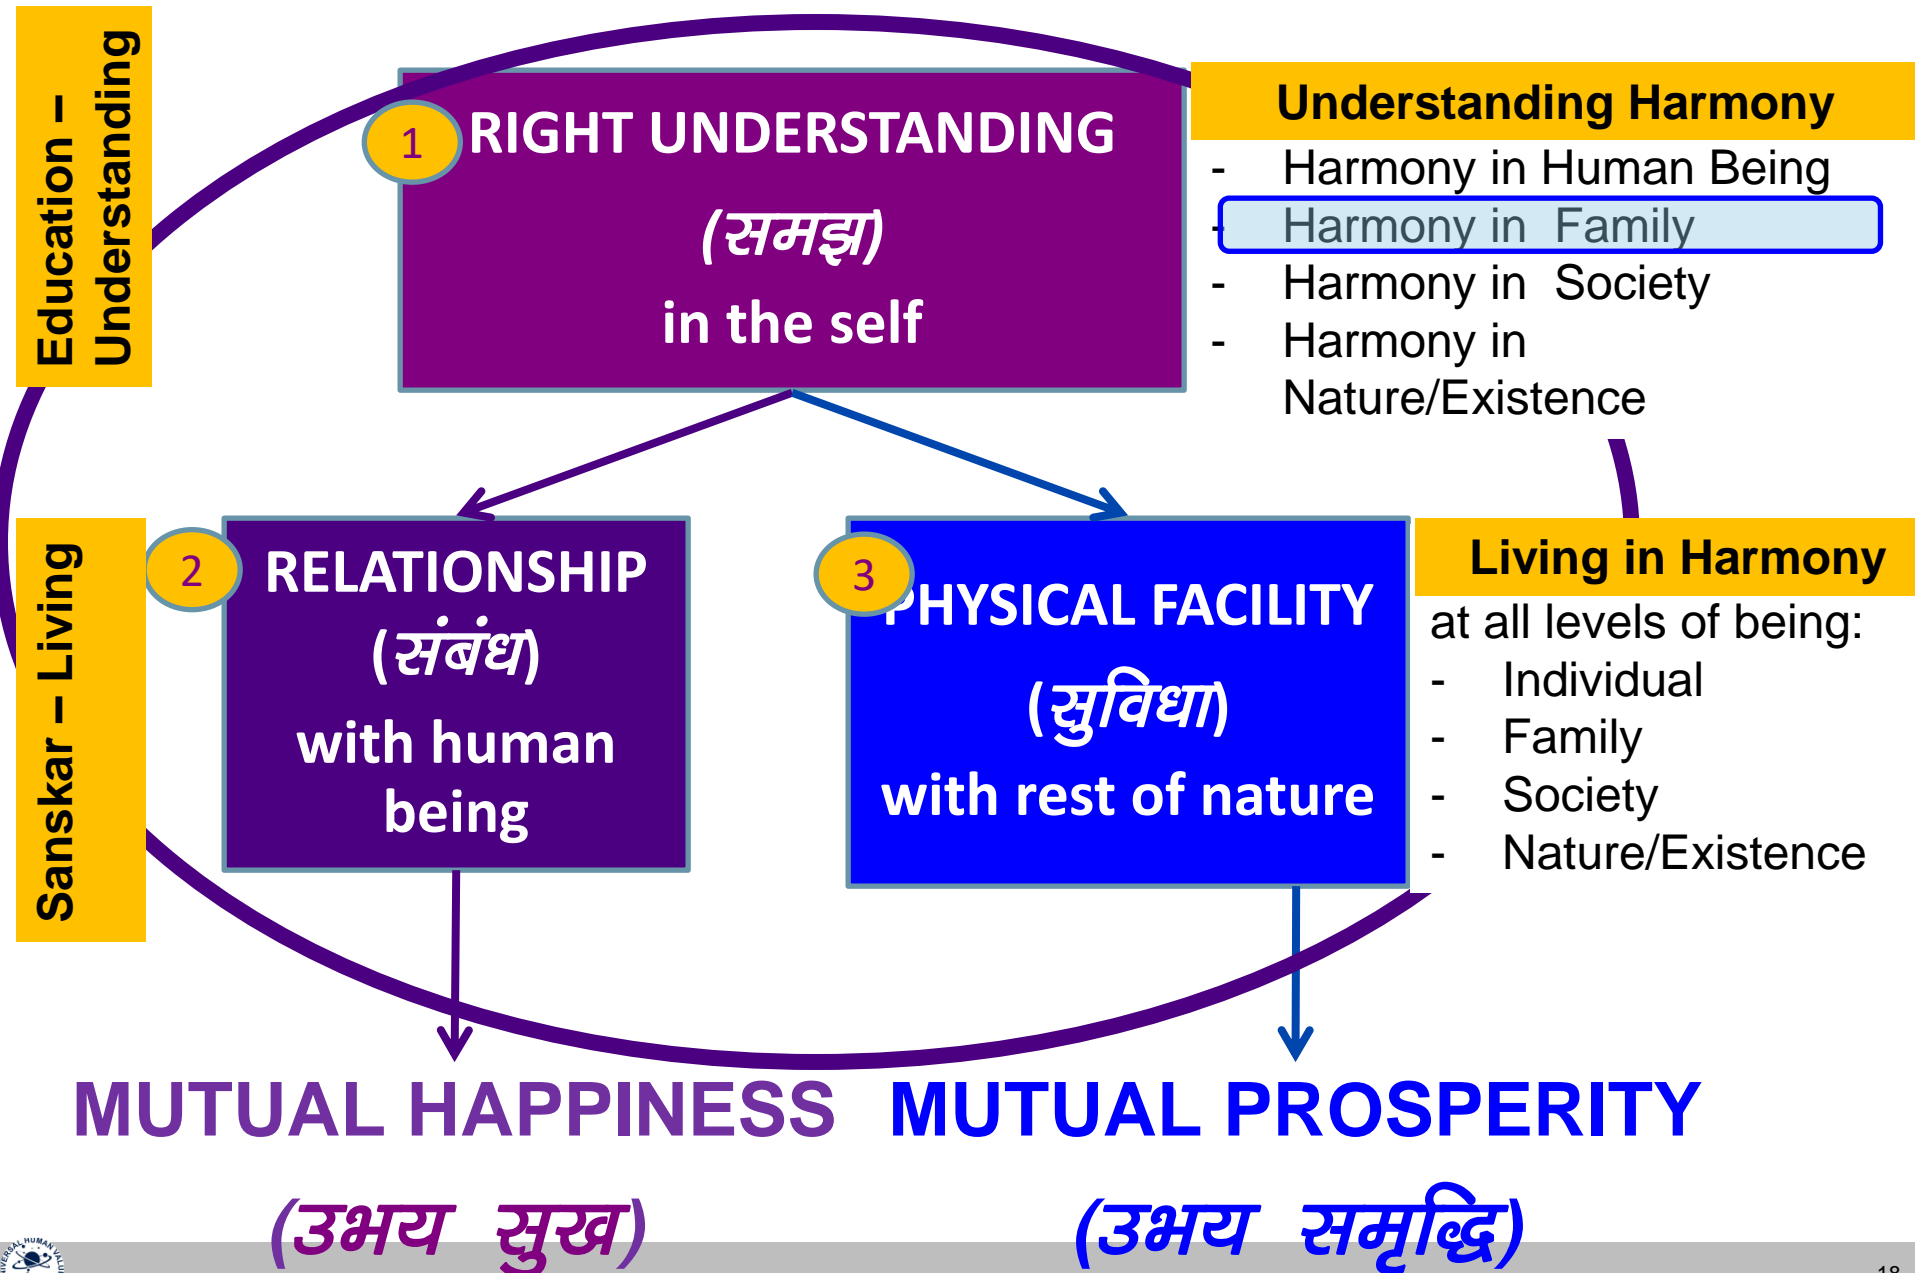 Education –
Understanding
1
RIGHT UNDERSTANDING
(समझ)
in the self
Understanding Harmony
- Harmony in Human Being
- Harmony in Family
- Harmony in Society
- Harmony in
Nature/Existence
Sanskar – Living
2
RELATIONSHIP
(संबंध)
with human
being
3
PHYSICAL FACILITY
(सुविधा)
with rest of nature
Living in Harmony
at all levels of being:
- Individual
- Family
- Society
- Nature/Existence
MUTUAL HAPPINESS
(उभय सुख)
MUTUAL PROSPERITY
(उभय समृद्धि)
18